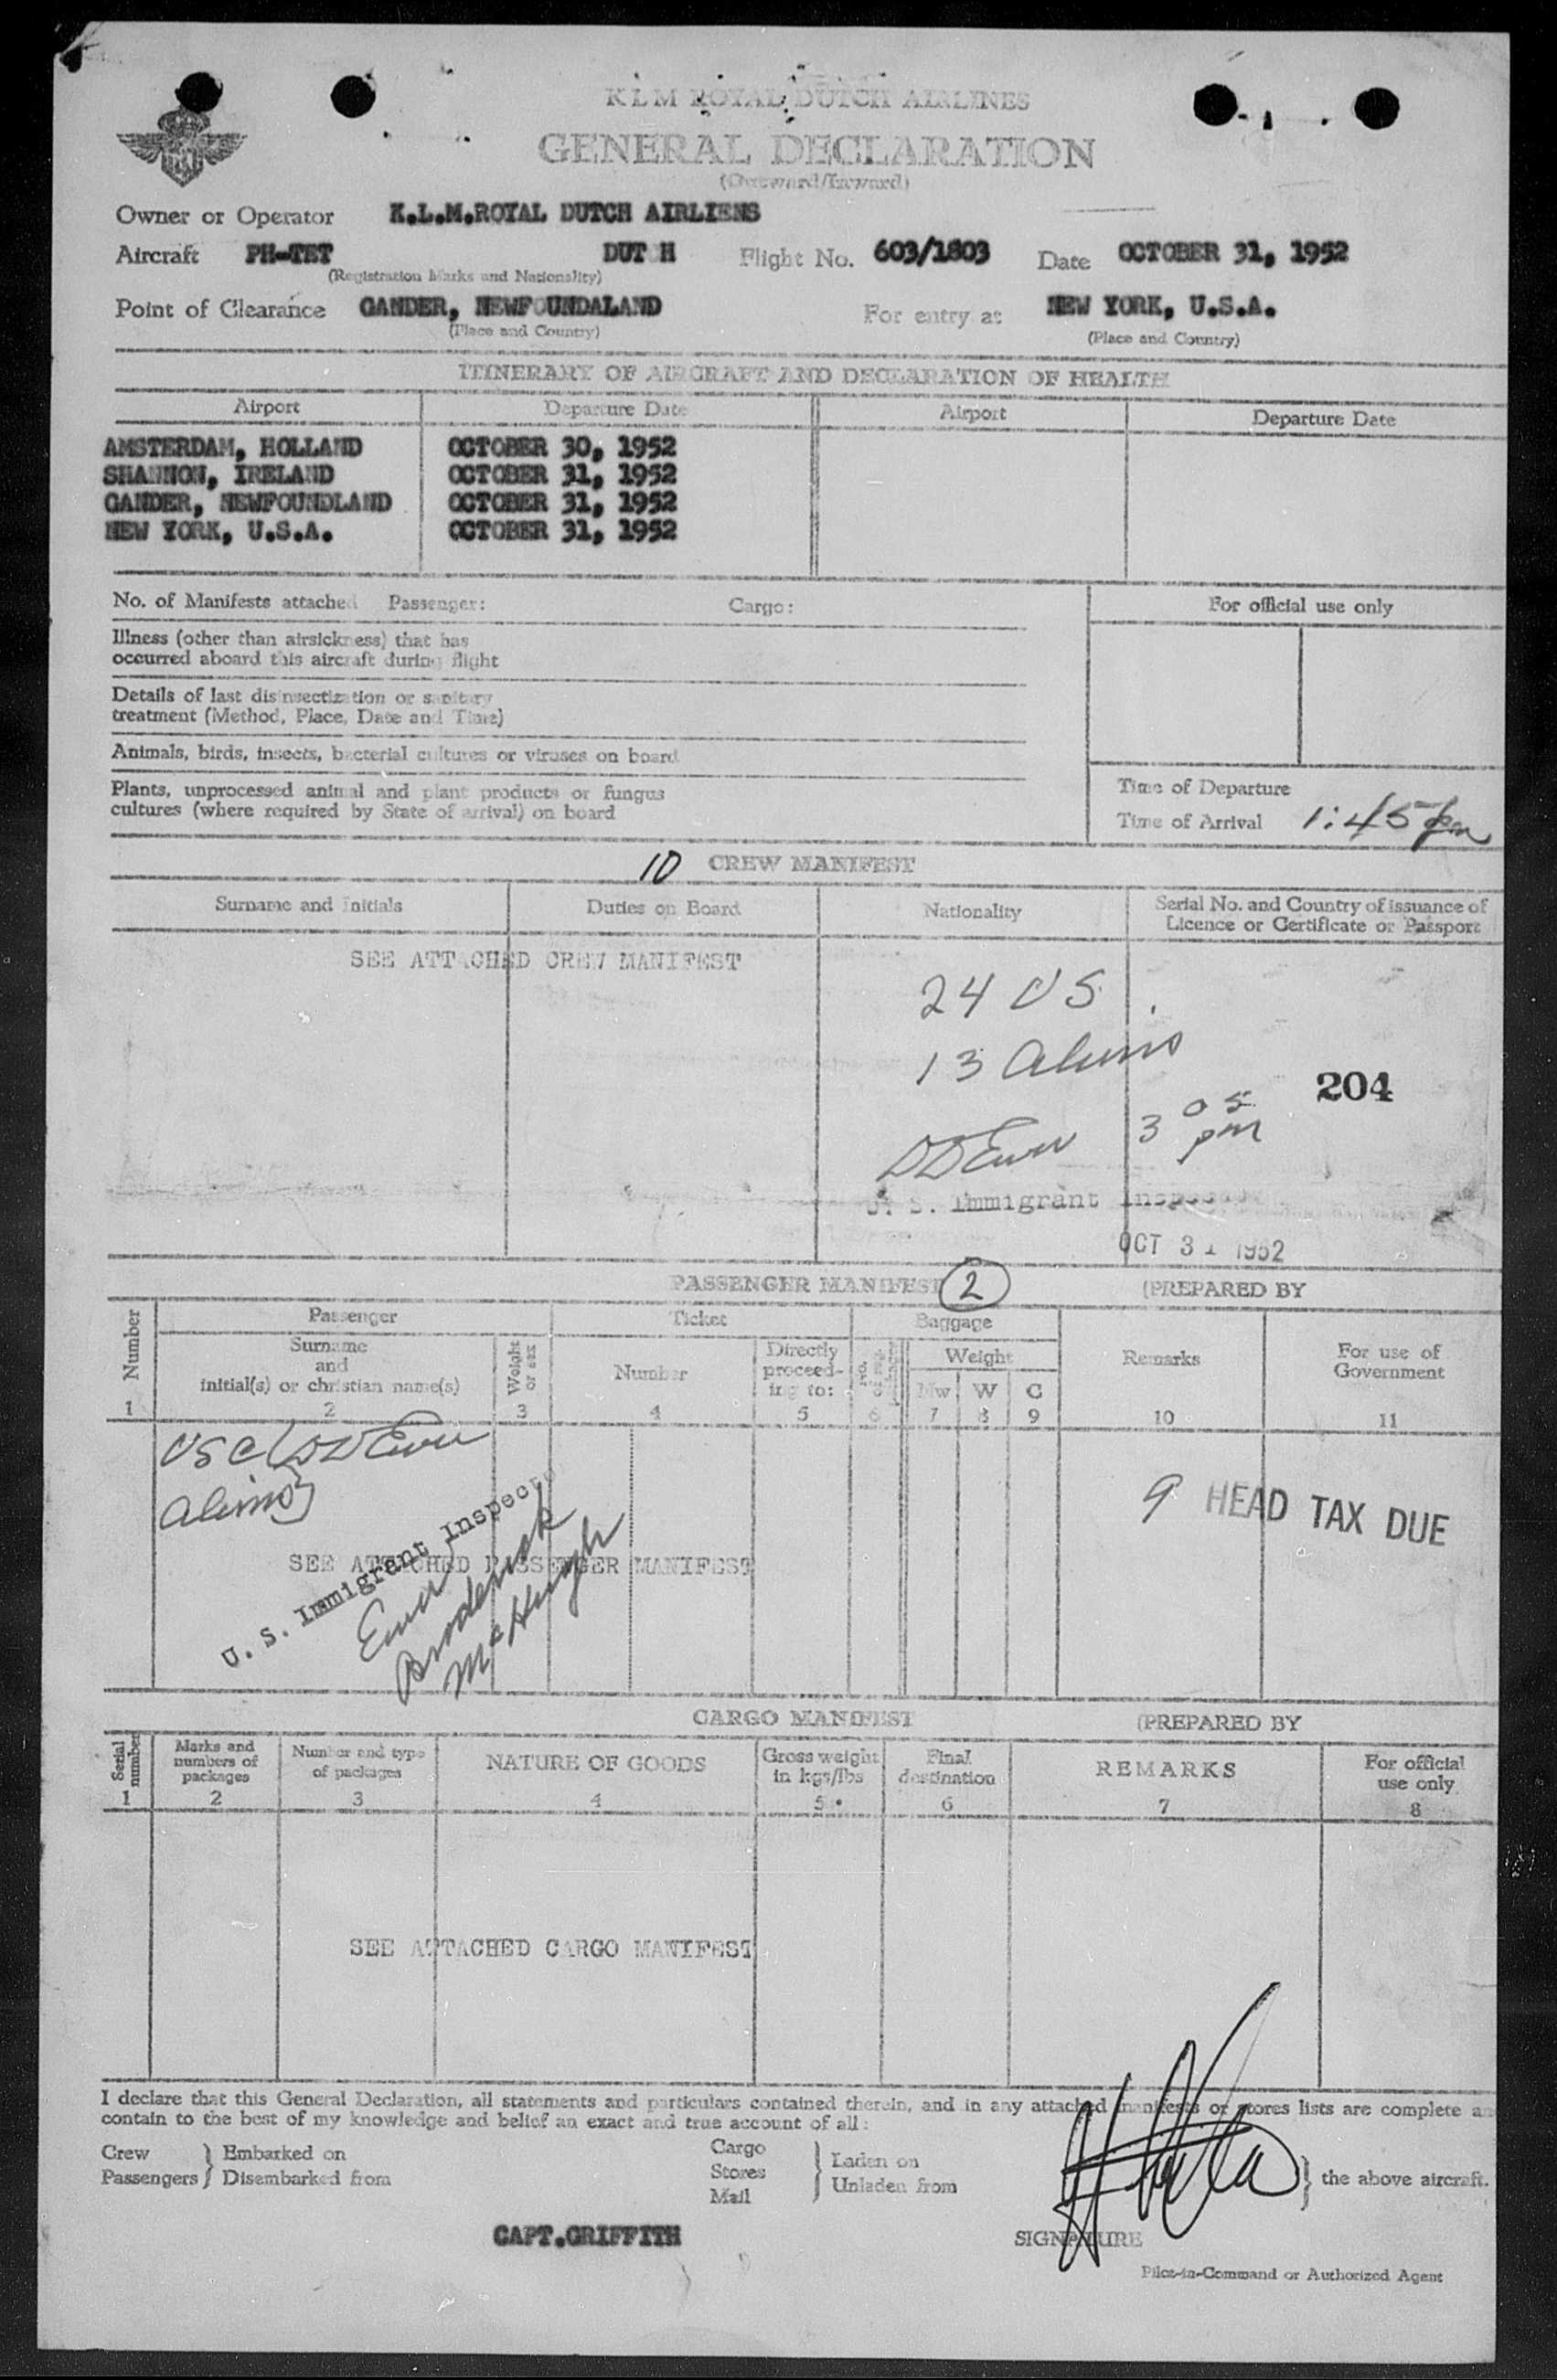 KLM ROYAL DUTCH AIRLINES
GENERAL DECLARATION
(Outward/Inward)
Owner or Operator K.L.M.ROYAL DUTCH AIRLIENS
Aircraft PH-TET DUT H Flight No. 603/1803 Date OCTOBER 31, 1952
(Registration Marks and Nationality)
Point of Clearance GANDER, NEWFOUNDALAND For entry at NEW YORK, U.S.A.
(Place and Country) (Place and Country)
ITINERARY OF AIRCRAFT AND DECLARATION OF HEALTH
Airport Departure Date Airport Departure Date
AMSTERDAM, HOLLAND OCTOBER 30, 1952
SHANNON, IRELAND OCTOBER 31, 1952
GANDER, NEWFOUNDLAND OCTOBER 31, 1952
NEW YORK, U.S.A. OCTOBER 31, 1952
No. of Manifests attached Passenger: Cargo: For official use only
Illness (other than airsickness) that has
occurred aboard this aircraft during flight
Details of last disinsectization or sanitary
treatment (Method, Place, Date and Time)
Animals, birds, insects, bacterial cultures or viruses on board
Plants, unprocessed animal and plant products or fungus
cultures (where required by State of arrival) on board
Time of Departure
Time of Arrival 1:45 pm
10 CREW MANIFEST
Surname and Initials Duties on Board Nationality Serial No. and Country of issuance of
Licence or Certificate or Passport
SEE ATTACHED CREW MANIFEST
24 US
13 aliens
204
3 05 pm
U. S. Immigrant Inspector
OCT 31 1952
PASSENGER MANIFEST 2 (PREPARED BY
Number Passenger Ticket Baggage
Surname
and
initial(s) or christian name(s)
Weight or sex
Number
Directly
proceed-
ing to:
No. of packages
Weight
Nw W C
Remarks
For use of
Government
1 2 3 4 5 6 7 8 9 10 11
USC
aliens
9 HEAD TAX DUE
SEE ATTACHED PASSENGER MANIFEST
U. S. Immigrant Inspector
Broderick
McHugh
CARGO MANIFEST (PREPARED BY
Serial number
Marks and
numbers of
packages
Number and type
of packages
NATURE OF GOODS
Gross weight
in kgs/lbs
Final
destination
REMARKS
For official
use only
1 2 3 4 5 6 7 8
SEE ATTACHED CARGO MANIFEST
I declare that this General Declaration, all statements and particulars contained therein, and in any attached manifests or stores lists are complete an
contain to the best of my knowledge and belief an exact and true account of all:
Crew Embarked on Cargo Laden on
Passengers Disembarked from Stores Unladen from the above aircraft.
Mail
CAPT.GRIFFITH SIGNATURE
Pilot-in-Command or Authorized Agent